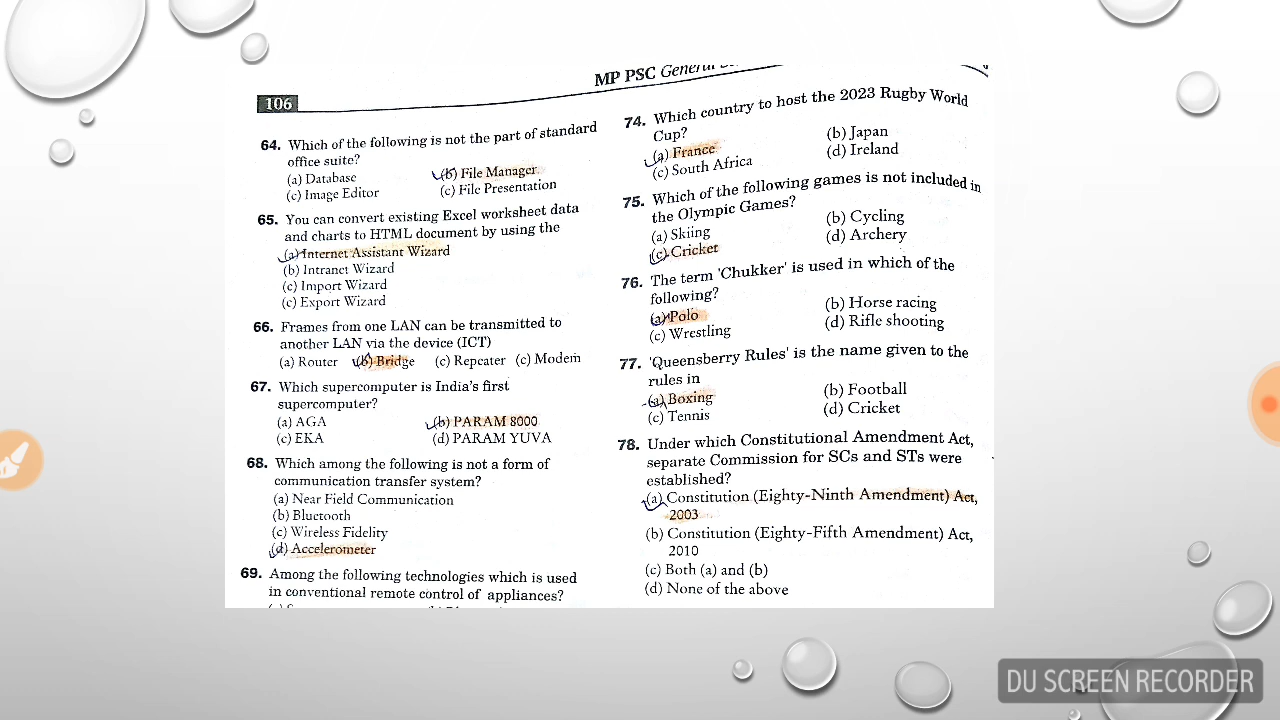 MP PSC General
106
64. Which of the following is not the part of standard
office suite?
(a) Database (b) File Manager
(c) Image Editor (c) File Presentation
65. You can convert existing Excel worksheet data
and charts to HTML document by using the
(a) Internet Assistant Wizard
(b) Intranet Wizard
(c) Import Wizard
(c) Export Wizard
66. Frames from one LAN can be transmitted to
another LAN via the device (ICT)
(a) Router (b) Bridge (c) Repeater (c) Modem
67. Which supercomputer is India's first
supercomputer?
(a) AGA (b) PARAM 8000
(c) EKA (d) PARAM YUVA
68. Which among the following is not a form of
communication transfer system?
(a) Near Field Communication
(b) Bluetooth
(c) Wireless Fidelity
(d) Accelerometer
69. Among the following technologies which is used
in conventional remote control of appliances?
74. Which country to host the 2023 Rugby World
Cup?
(a) France (b) Japan
(c) South Africa (d) Ireland
75. Which of the following games is not included in
the Olympic Games?
(a) Skiing (b) Cycling
(c) Cricket (d) Archery
76. The term 'Chukker' is used in which of the
following?
(a) Polo (b) Horse racing
(c) Wrestling (d) Rifle shooting
77. 'Queensberry Rules' is the name given to the
rules in
(a) Boxing (b) Football
(c) Tennis (d) Cricket
78. Under which Constitutional Amendment Act,
separate Commission for SCs and STs were
established?
(a) Constitution (Eighty-Ninth Amendment) Act,
2003
(b) Constitution (Eighty-Fifth Amendment) Act,
2010
(c) Both (a) and (b)
(d) None of the above
DU SCREEN RECORDER